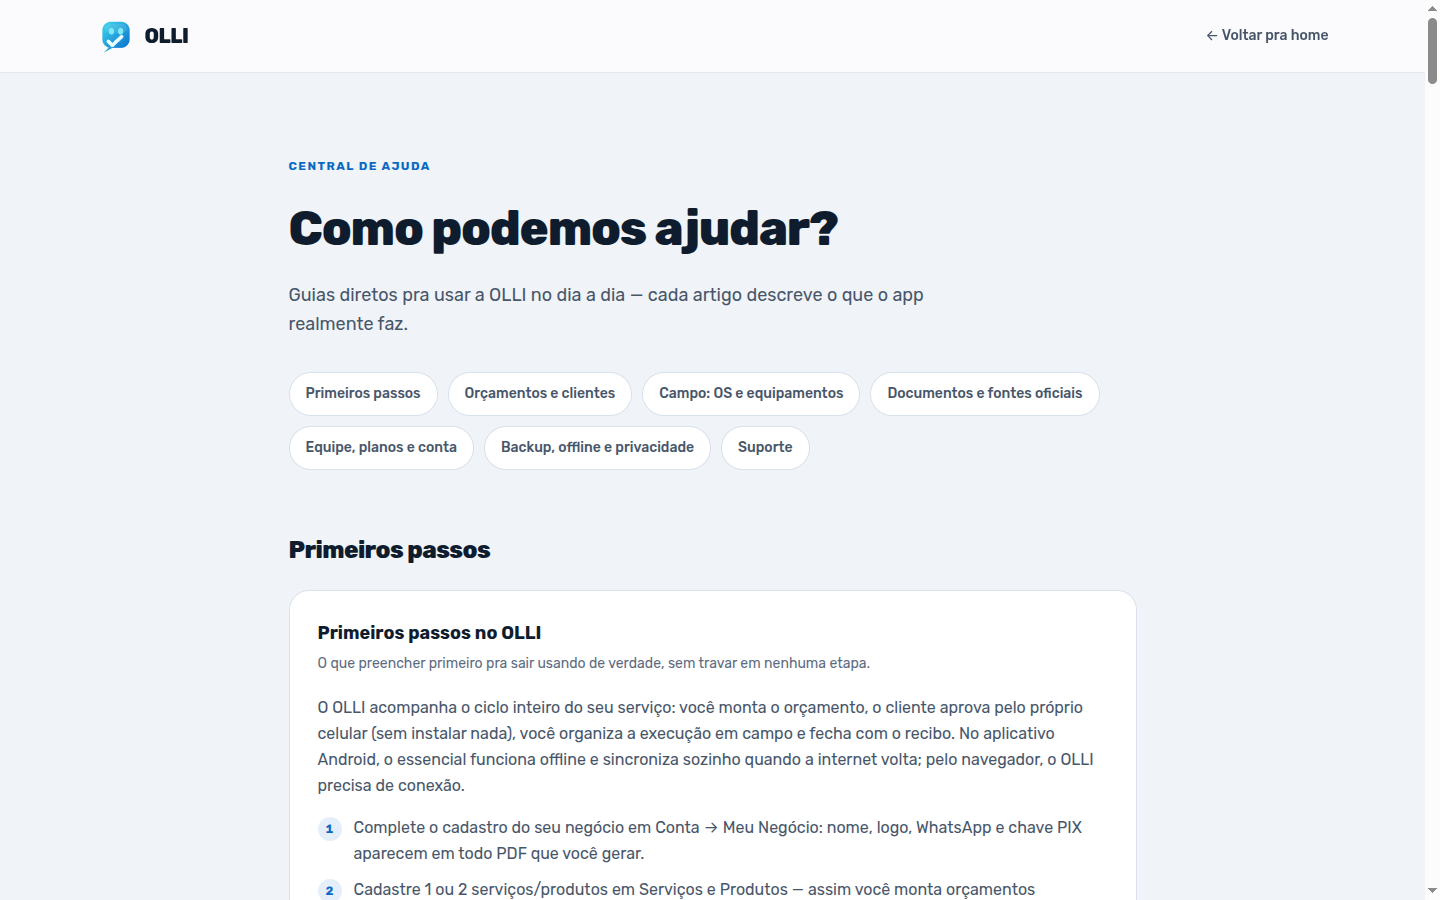 OLLI
← Voltar pra home
CENTRAL DE AJUDA
Como podemos ajudar?
Guias diretos pra usar a OLLI no dia a dia — cada artigo descreve o que o app
realmente faz.
Primeiros passos
Orçamentos e clientes
Campo: OS e equipamentos
Documentos e fontes oficiais
Equipe, planos e conta
Backup, offline e privacidade
Suporte
Primeiros passos
Primeiros passos no OLLI
O que preencher primeiro pra sair usando de verdade, sem travar em nenhuma etapa.
O OLLI acompanha o ciclo inteiro do seu serviço: você monta o orçamento, o cliente aprova pelo próprio
celular (sem instalar nada), você organiza a execução em campo e fecha com o recibo. No aplicativo
Android, o essencial funciona offline e sincroniza sozinho quando a internet volta; pelo navegador, o OLLI
precisa de conexão.
1 Complete o cadastro do seu negócio em Conta → Meu Negócio: nome, logo, WhatsApp e chave PIX
aparecem em todo PDF que você gerar.
2 Cadastre 1 ou 2 serviços/produtos em Serviços e Produtos — assim você monta orçamentos